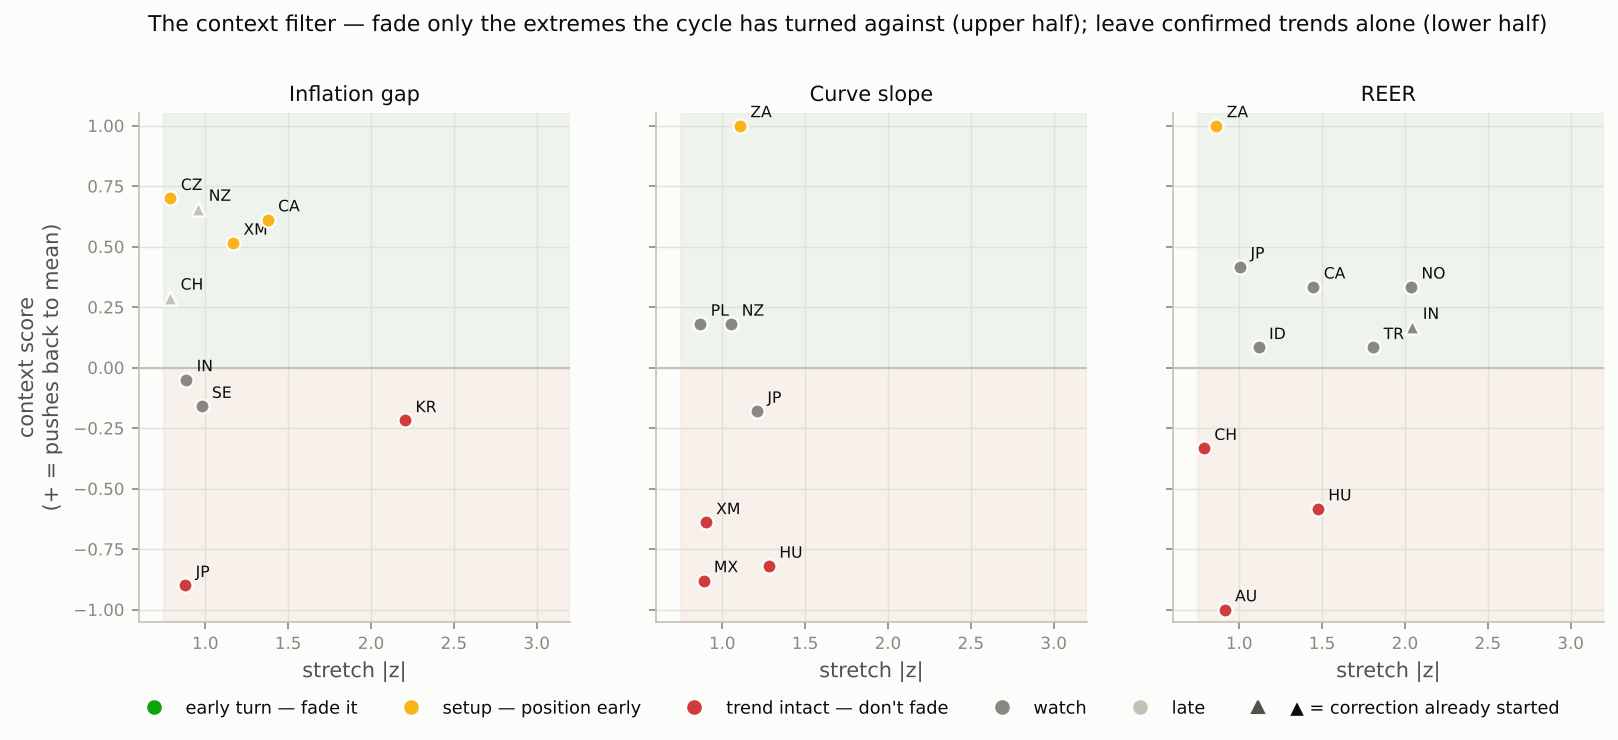 The context filter — fade only the extremes the cycle has turned against (upper half); leave confirmed trends alone (lower half)
Inflation gap
Curve slope
REER
context score
(+ = pushes back to mean)
1.00
0.75
0.50
0.25
0.00
−0.25
−0.50
−0.75
−1.00
CZ
NZ
CA
XM
CH
IN
SE
KR
JP
1.0 1.5 2.0 2.5 3.0
stretch |z|
ZA
PL
NZ
JP
XM
HU
MX
1.0 1.5 2.0 2.5 3.0
stretch |z|
ZA
JP
CA
NO
IN
ID
TR
CH
HU
AU
1.0 1.5 2.0 2.5 3.0
stretch |z|
early turn — fade it
setup — position early
trend intact — don't fade
watch
late
▲ = correction already started